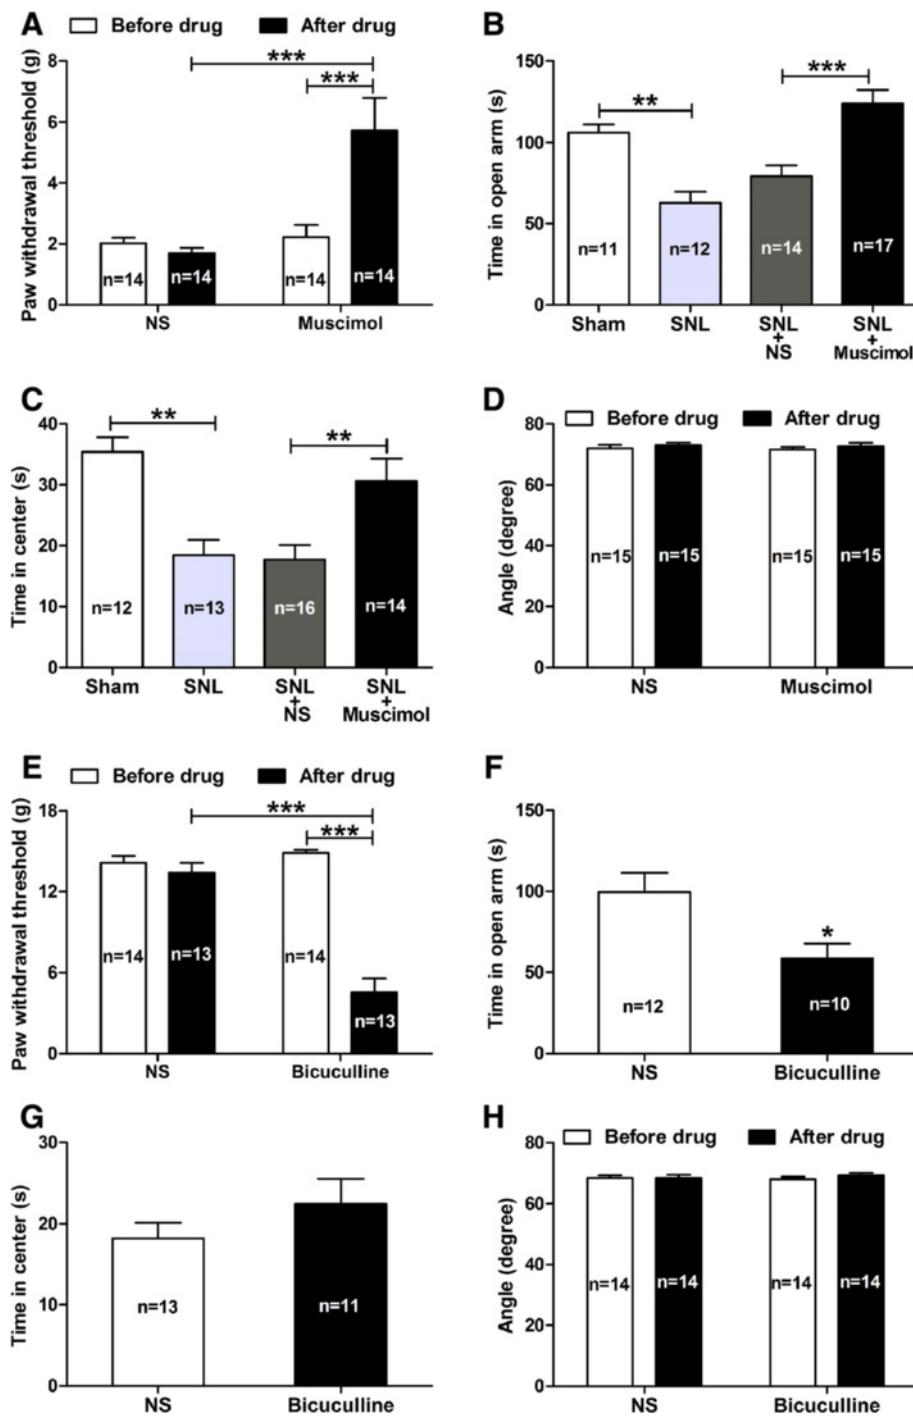 A
Before drug
After drug
Paw withdrawal threshold (g)
8
6
4
2
0
***
***
n=14
n=14
n=14
n=14
NS
Muscimol
B
Time in open arm (s)
150
100
50
0
**
***
n=11
n=12
n=14
n=17
Sham
SNL
SNL
+
NS
SNL
+
Muscimol
C
Time in center (s)
40
30
20
10
0
**
**
n=12
n=13
n=16
n=14
Sham
SNL
SNL
+
NS
SNL
+
Muscimol
D
Before drug
After drug
Angle (degree)
80
60
40
20
0
n=15
n=15
n=15
n=15
NS
Muscimol
E
Before drug
After drug
Paw withdrawal threshold (g)
18
12
6
0
***
***
n=14
n=13
n=14
n=13
NS
Bicuculline
F
Time in open arm (s)
150
100
50
0
*
n=12
n=10
NS
Bicuculline
G
Time in center (s)
30
20
10
0
n=13
n=11
NS
Bicuculline
H
Before drug
After drug
Angle (degree)
80
60
40
20
0
n=14
n=14
n=14
n=14
NS
Bicuculline